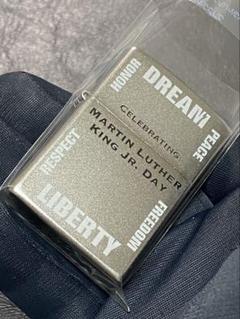 HONOR
DREAM
PEACE
CELEBRATING
MARTIN LUTHER
KING JR. DAY
RESPECT
LIBERTY
FREEDOM